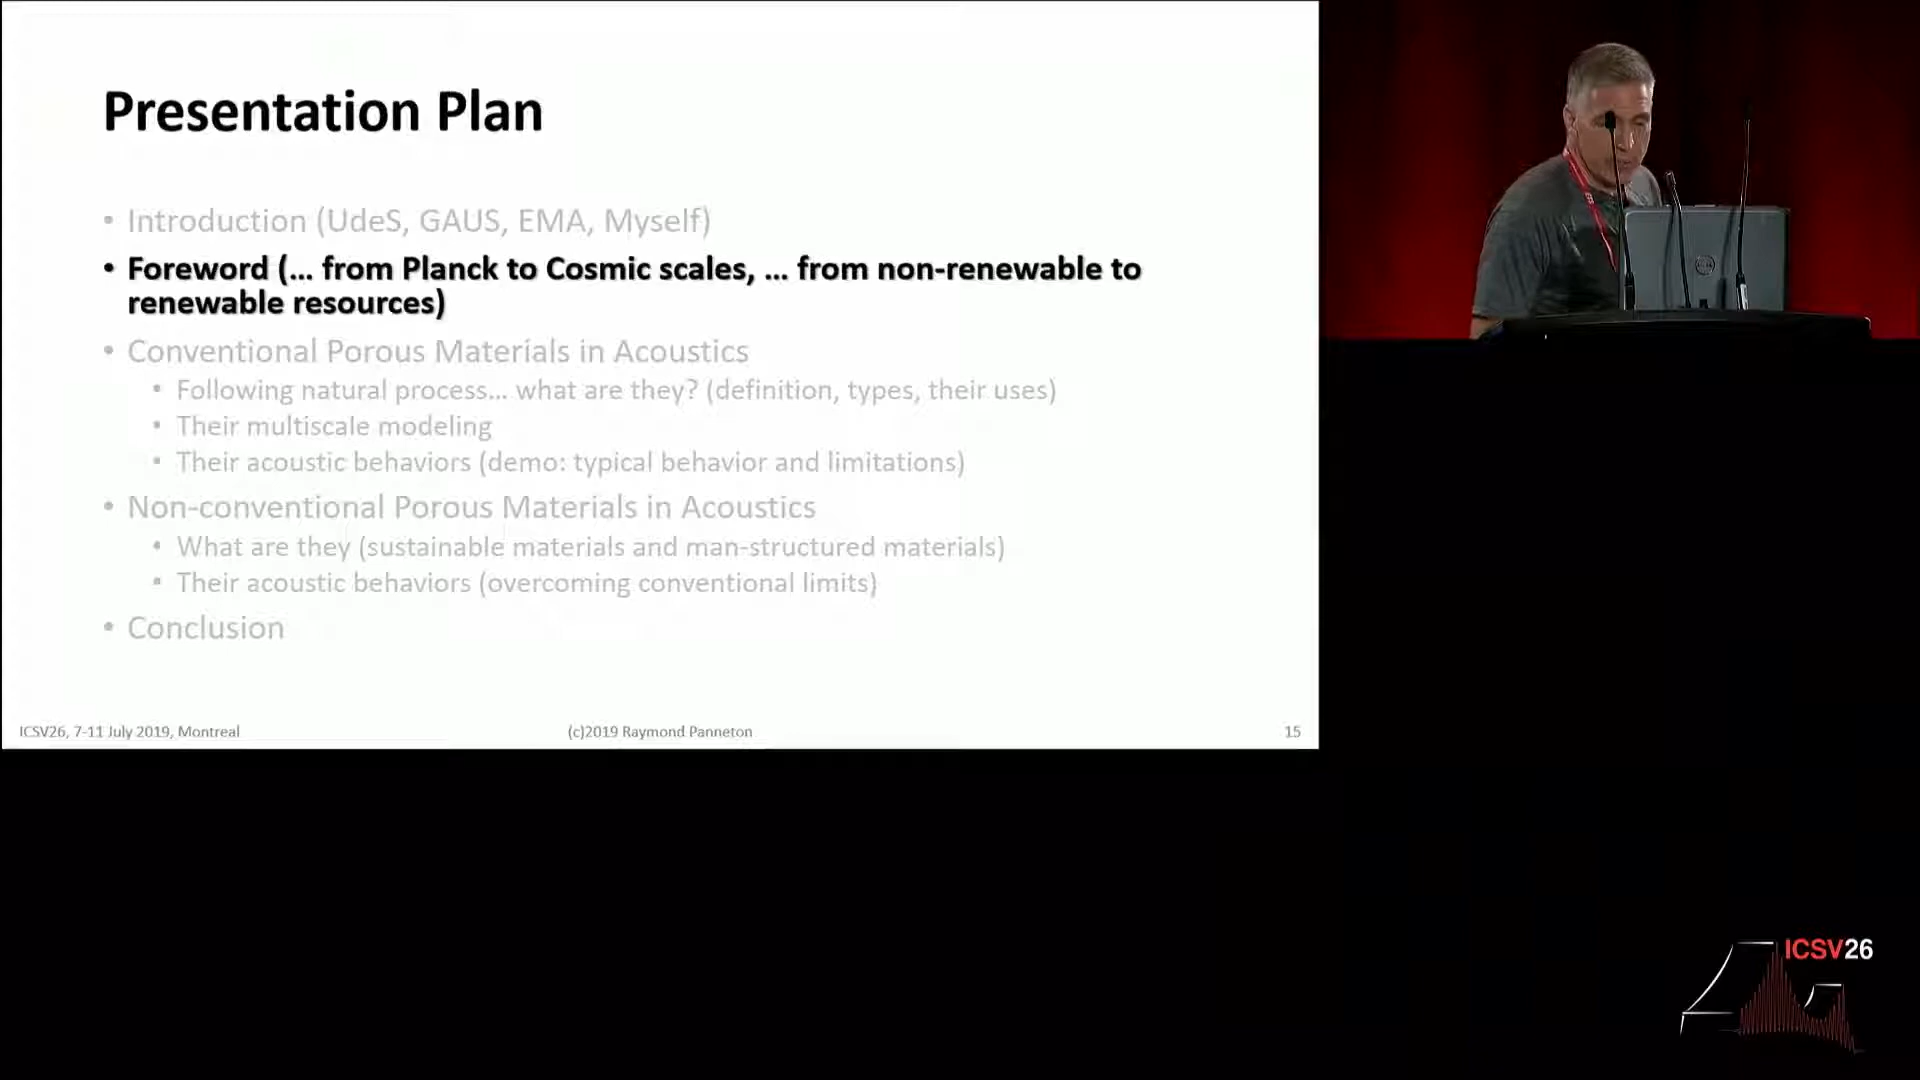 Presentation Plan
• Introduction (UdeS, GAUS, EMA, Myself)
• Foreword (... from Planck to Cosmic scales, ... from non-renewable to
renewable resources)
• Conventional Porous Materials in Acoustics
• Following natural process... what are they? (definition, types, their uses)
• Their multiscale modeling
• Their acoustic behaviors (demo: typical behavior and limitations)
• Non-conventional Porous Materials in Acoustics
• What are they (sustainable materials and man-structured materials)
• Their acoustic behaviors (overcoming conventional limits)
• Conclusion
ICSV26, 7-11 July 2019, Montreal
(c)2019 Raymond Panneton
15
DELL
ICSV26